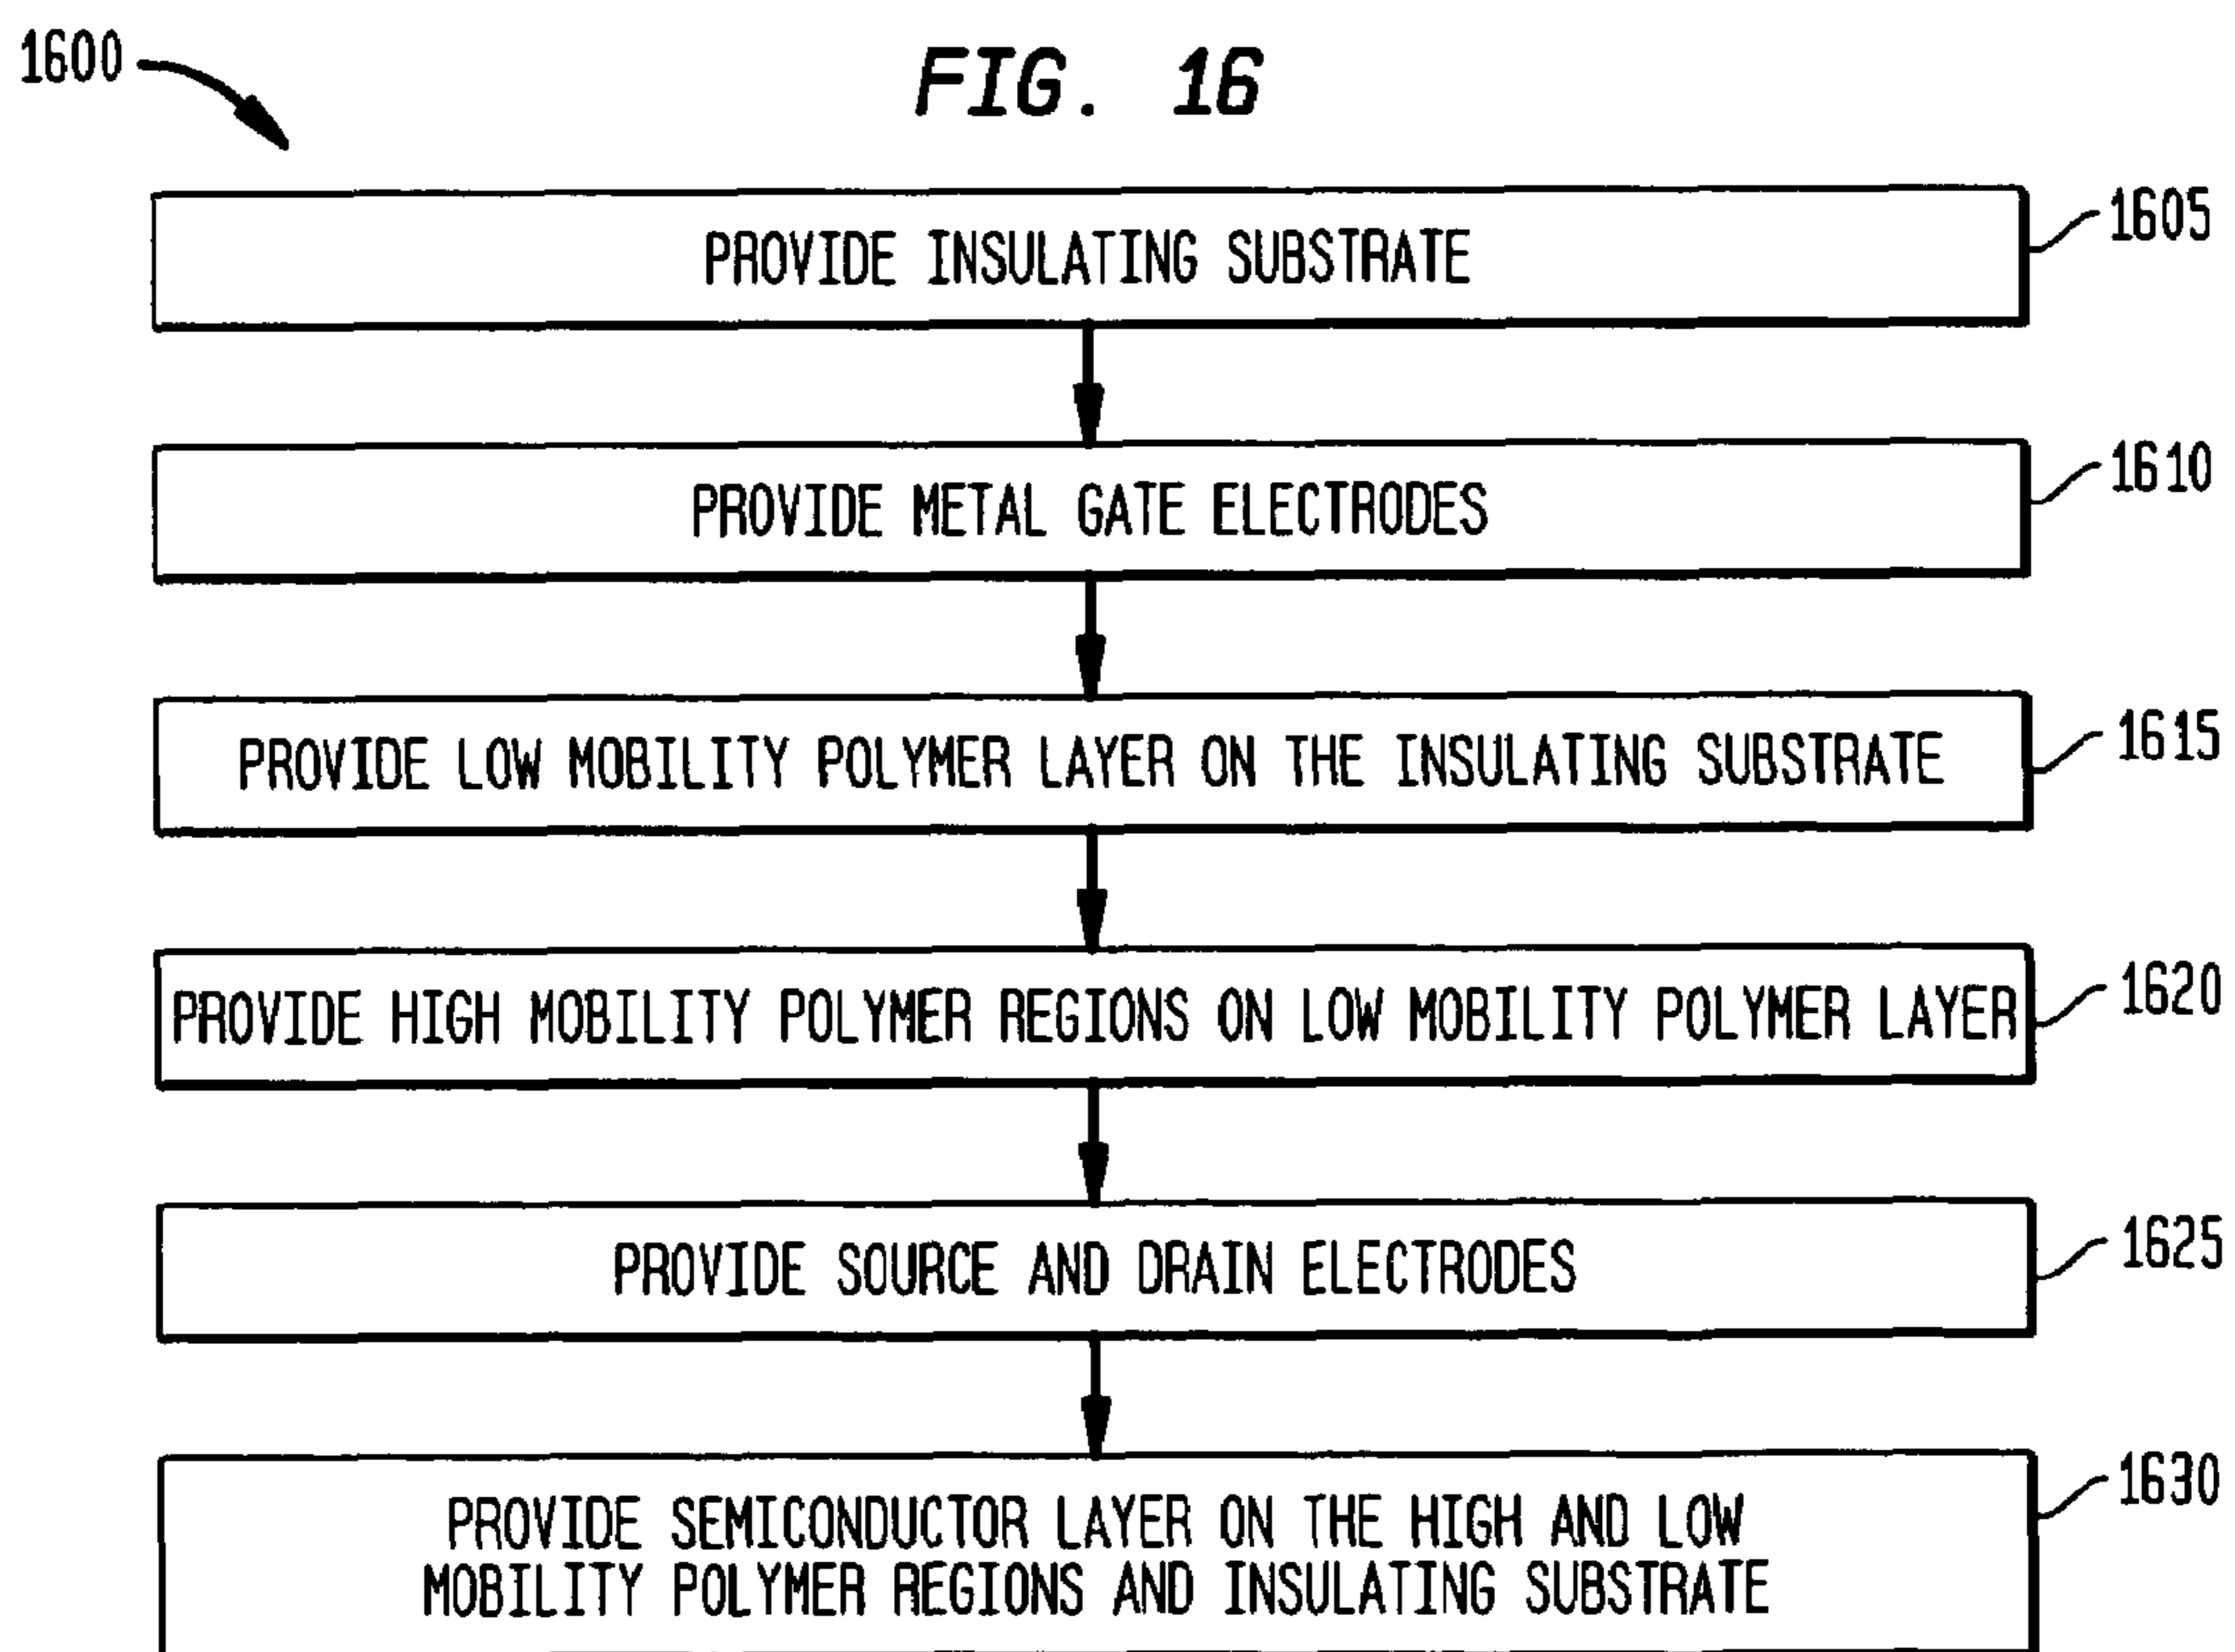 1600
FIG. 16
PROVIDE INSULATING SUBSTRATE
1605
PROVIDE METAL GATE ELECTRODES
1610
PROVIDE LOW MOBILITY POLYMER LAYER ON THE INSULATING SUBSTRATE
1615
PROVIDE HIGH MOBILITY POLYMER REGIONS ON LOW MOBILITY POLYMER LAYER
1620
PROVIDE SOURCE AND DRAIN ELECTRODES
1625
PROVIDE SEMICONDUCTOR LAYER ON THE HIGH AND LOW
MOBILITY POLYMER REGIONS AND INSULATING SUBSTRATE
1630